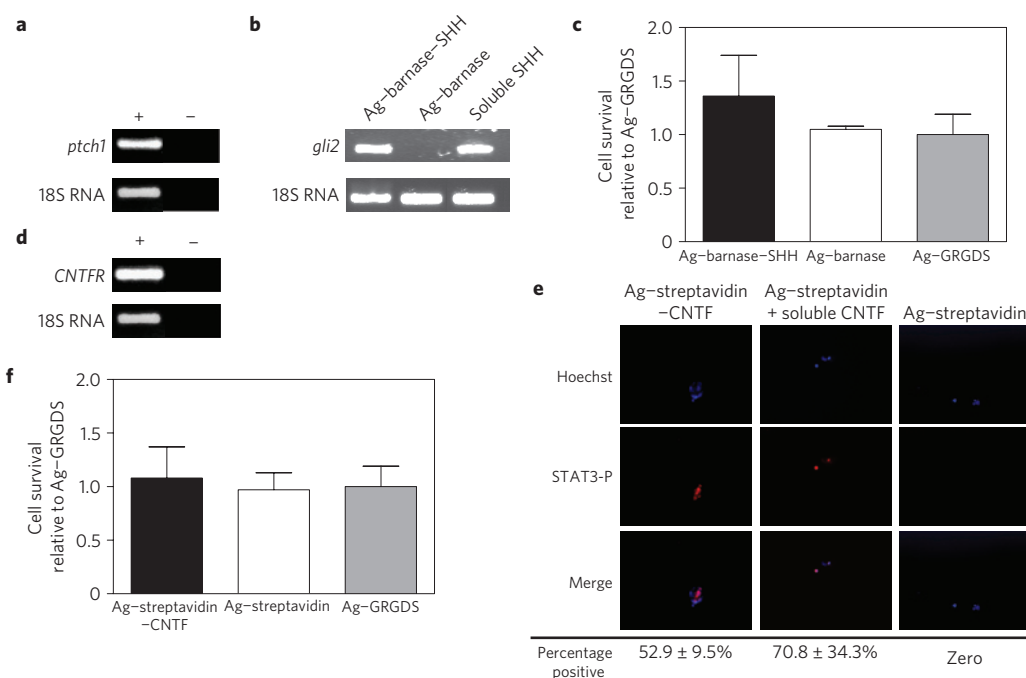 a
+ −
ptch1
18S RNA
b
Ag−barnase−SHH
Ag−barnase
Soluble SHH
gli2
18S RNA
c
Cell survival
relative to Ag−GRGDS
2.0
1.5
1.0
0.5
0
Ag−barnase-SHH Ag−barnase Ag−GRGDS
d
+ −
CNTFR
18S RNA
e
Ag−streptavidin
−CNTF
Ag−streptavidin
+ soluble CNTF
Ag−streptavidin
Hoechst
STAT3-P
Merge
Percentage
positive
52.9 ± 9.5% 70.8 ± 34.3% Zero
f
Cell survival
relative to Ag−GRGDS
2.0
1.5
1.0
0.5
0
Ag−streptavidin
−CNTF
Ag−streptavidin
Ag−GRGDS